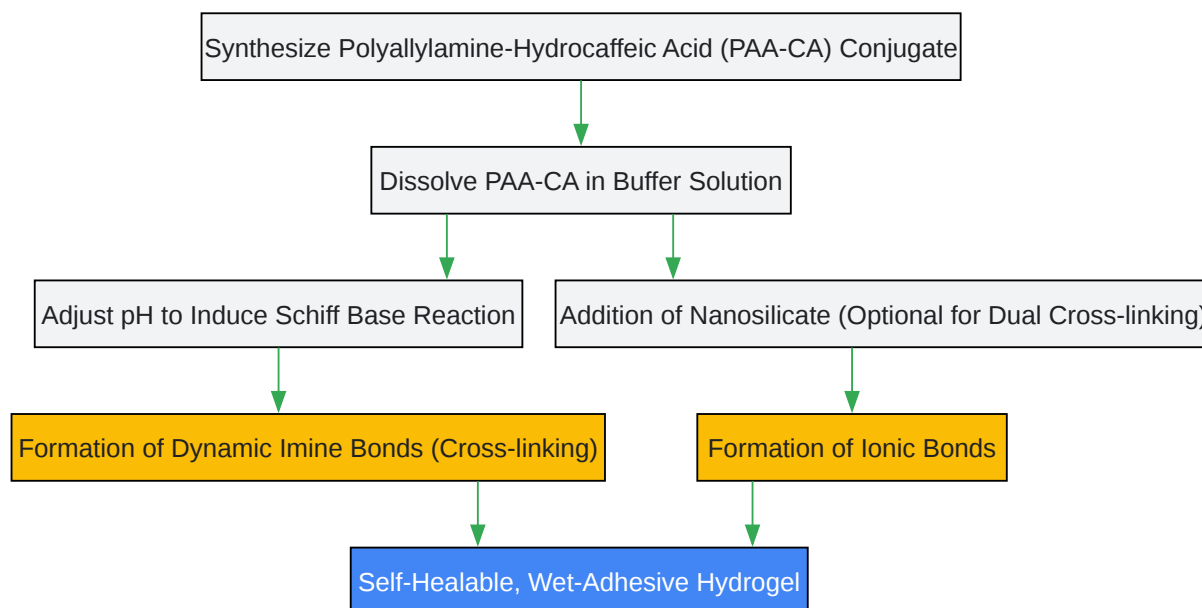 Synthesize Polyallylamine-Hydrocaffeic Acid (PAA-CA) Conjugate
Dissolve PAA-CA in Buffer Solution
Adjust pH to Induce Schiff Base Reaction
Addition of Nanosilicate (Optional for Dual Cross-linking)
Formation of Dynamic Imine Bonds (Cross-linking)
Formation of Ionic Bonds
Self-Healable, Wet-Adhesive Hydrogel